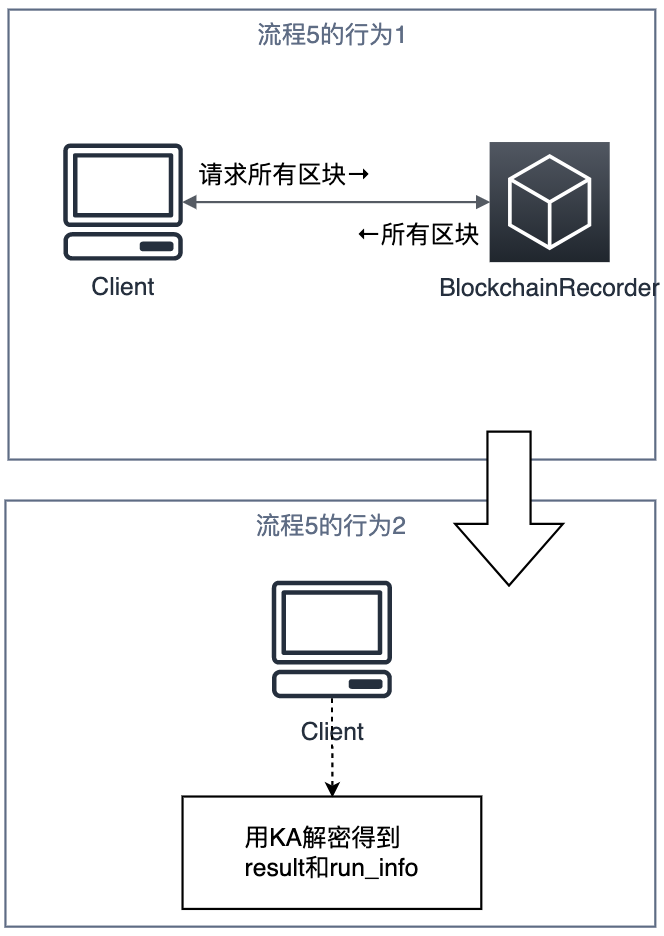 流程5的行为1
请求所有区块→
←所有区块
Client
BlockchainRecorder
流程5的行为2
Client
用KA解密得到
result和run_info